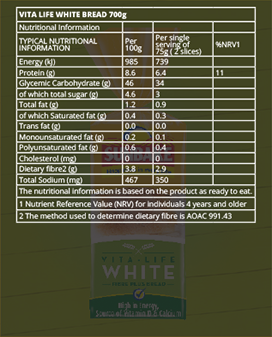 VITA LIFE WHITE BREAD 700g
Nutritional Information
TYPICAL NUTRITIONAL INFORMATION Per 100g Per single serving of 75g ( 2 slices) %NRV1
Energy (kJ) 985 739
Protein (g) 8.6 6.4 11
Glycemic Carbohydrate (g) 46 34
of which total sugar (g) 4.6 3
Total fat (g) 1.2 0.9
of which Saturated fat (g) 0.4 0.3
Trans fat (g) 0.0 0.0
Monounsaturated fat (g) 0.2 0.1
Polyunsaturated fat (g) 0.6 0.4
Cholesterol (mg) 0 0
Dietary fibre2 (g) 3.8 2.9
Total Sodium (mg) 467 350
The nutritional information is based on the product as ready to eat.
1 Nutrient Reference Value (NRV) for individuals 4 years and older
2 The method used to determine dietary fibre is AOAC 991.43
SUNBAKE
VITA-LIFE
WHITE
High in Energy,